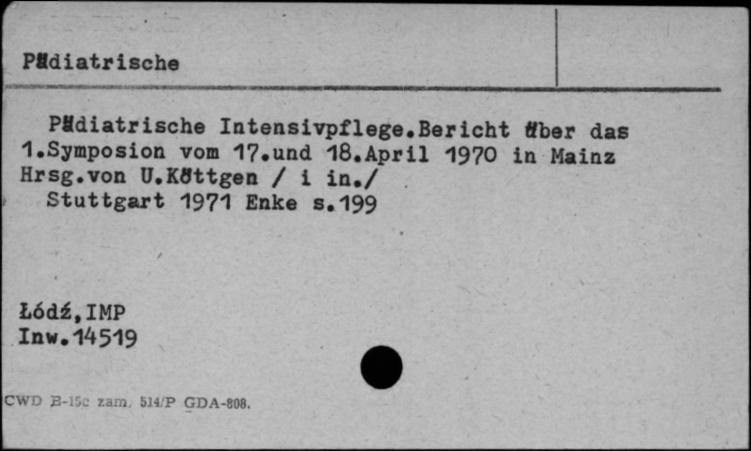 Pädiatrische
Pädiatrische Intensivpflege.Bericht über das
1.Symposion vom 17.und 18.April 1970 in Mainz
Hrsg.von U.Köttgen / i in./
Stuttgart 1971 Enke s.199
Łódź,IMP
Inw.14519
CWD B-15c zam. 514/P GDA-808.